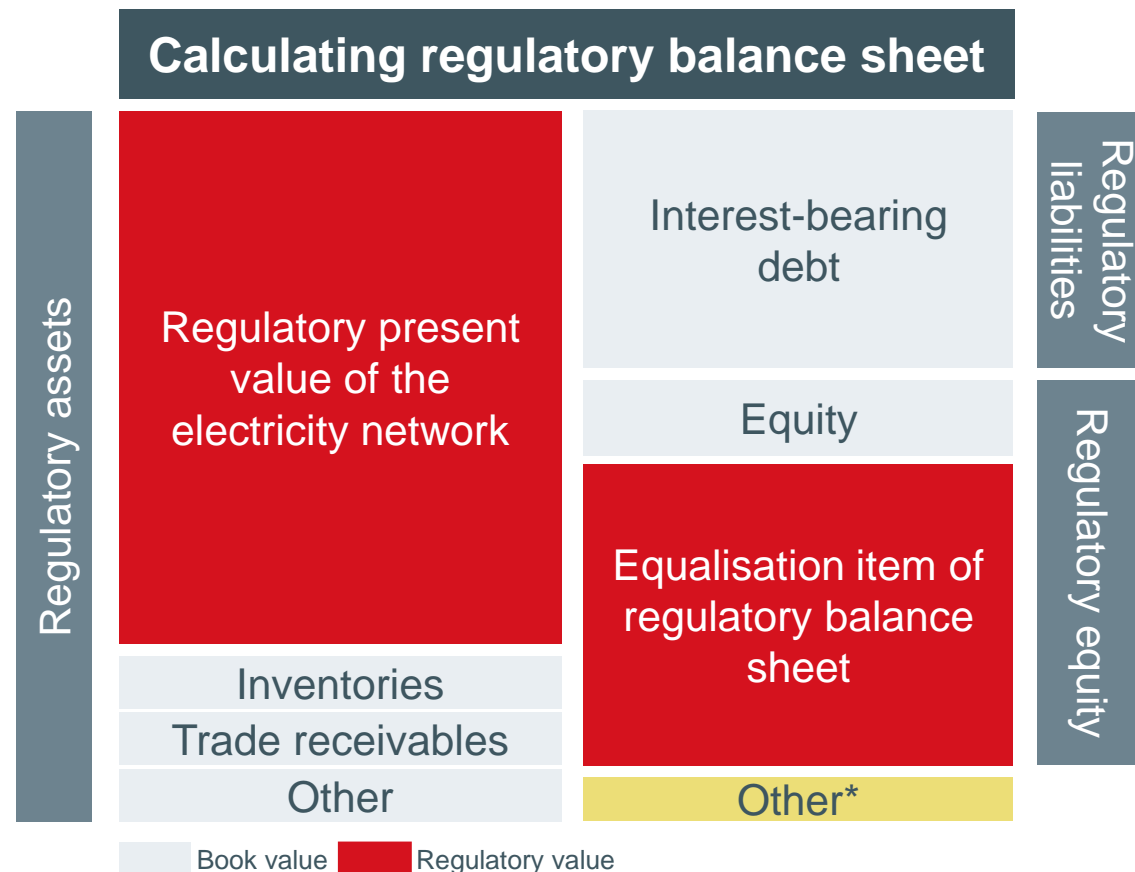 Calculating regulatory balance sheet
Regulatory assets
Regulatory present
value of the
electricity network
Inventories
Trade receivables
Other
Interest-bearing
debt
Equity
Equalisation item of
regulatory balance
sheet
Other*
Regulatory
liabilities
Regulatory equity
Book value
Regulatory value